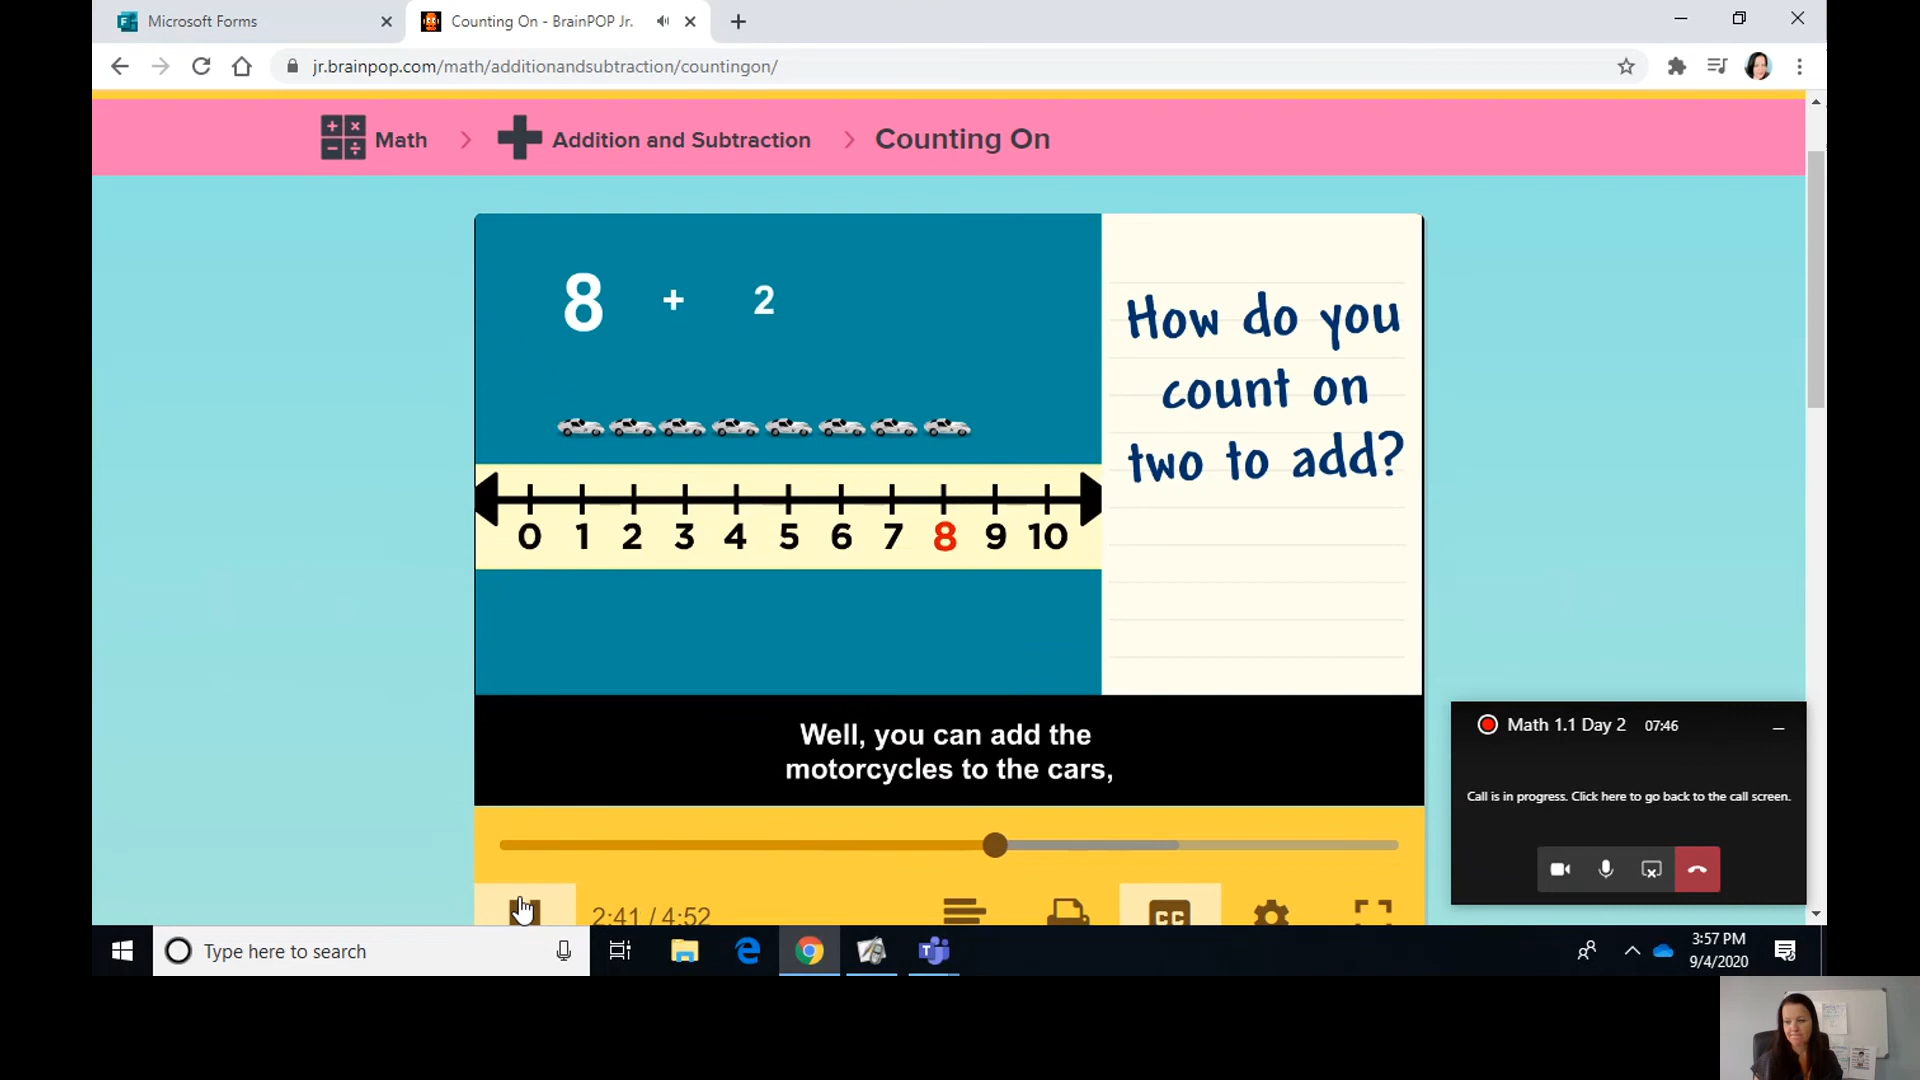 Microsoft Forms
Counting On - BrainPOP Jr.
jr.brainpop.com/math/additionandsubtraction/countingon/
Math > Addition and Subtraction > Counting On
8 + 2
How do you
count on
two to add?
0 1 2 3 4 5 6 7 8 9 10
Well, you can add the
motorcycles to the cars,
Math 1.1 Day 2 07:46
Call is in progress. Click here to go back to the call screen.
2:41 / 4:52
CC
Type here to search
3:57 PM
9/4/2020